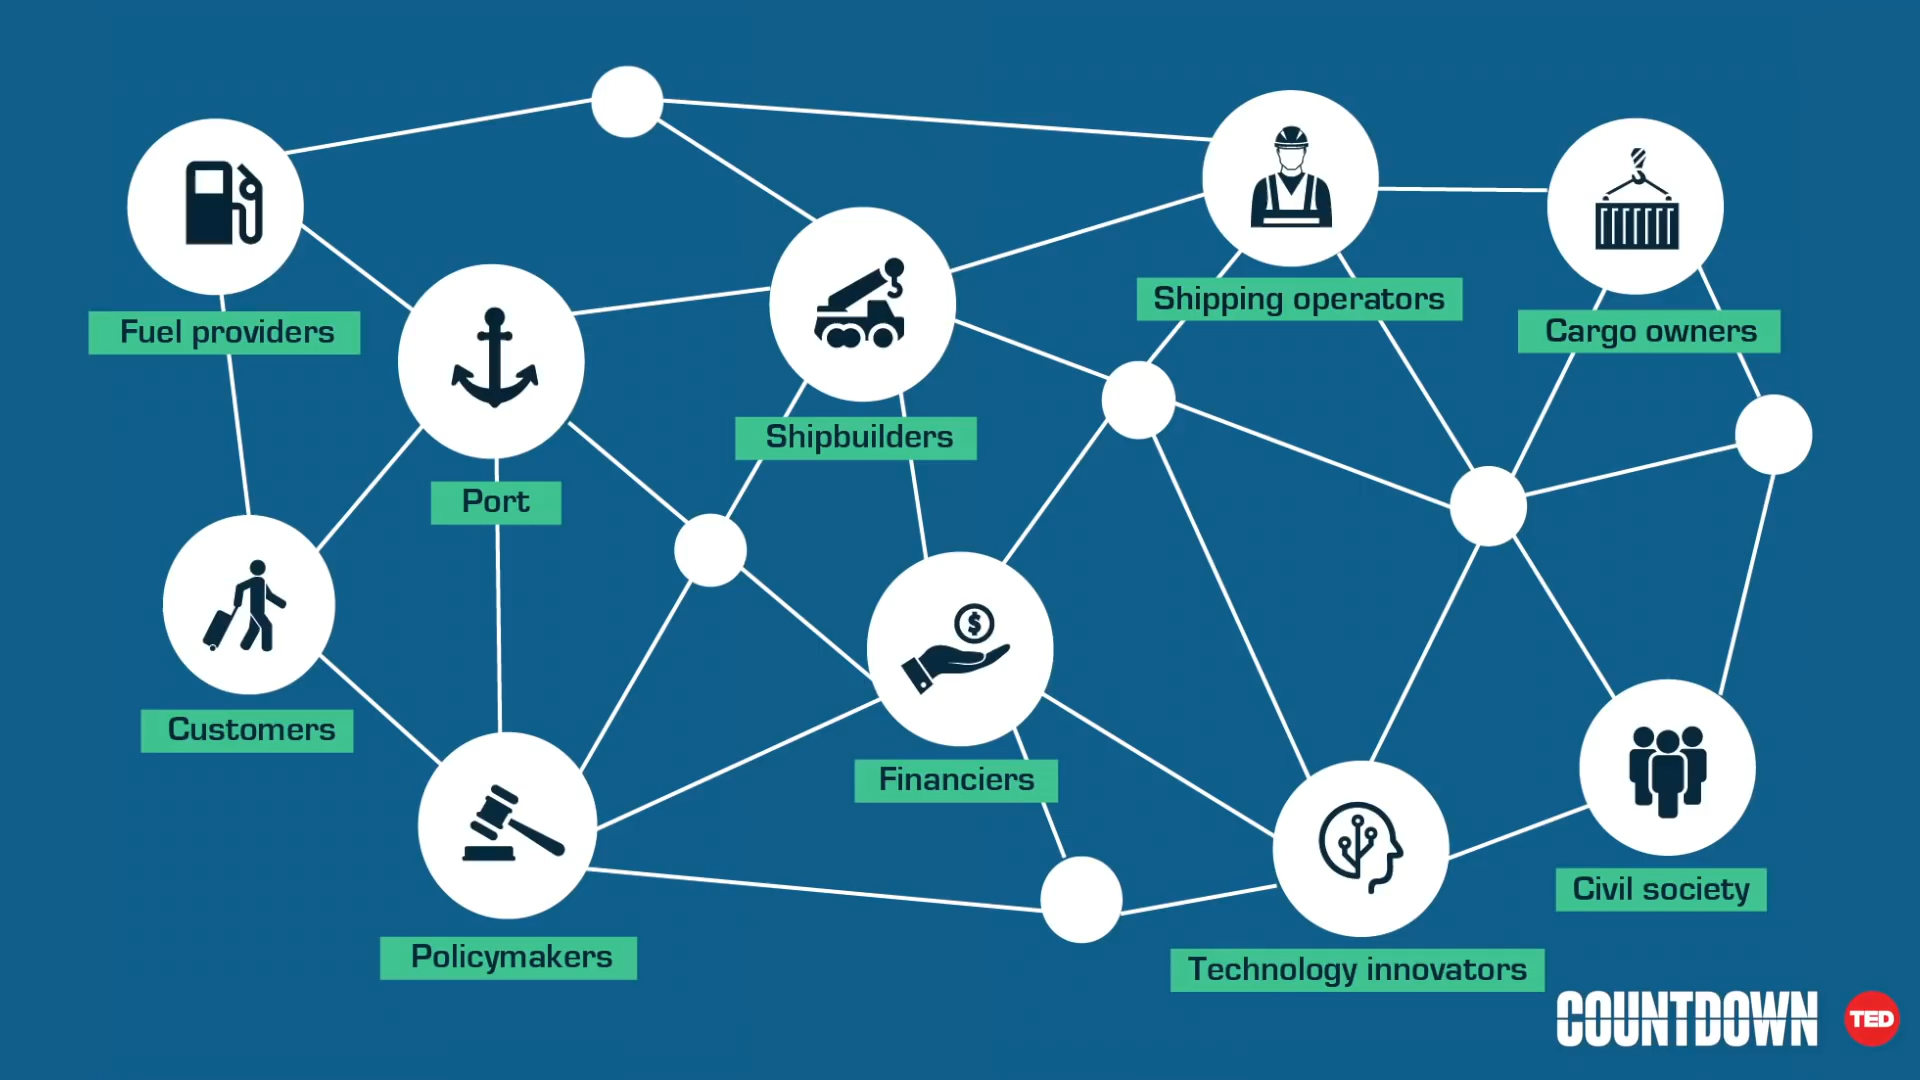 Fuel providers
Shipping operators
Cargo owners
Shipbuilders
Port
$
Customers
Financiers
Civil society
Policymakers
Technology innovators
COUNTDOWN
TED